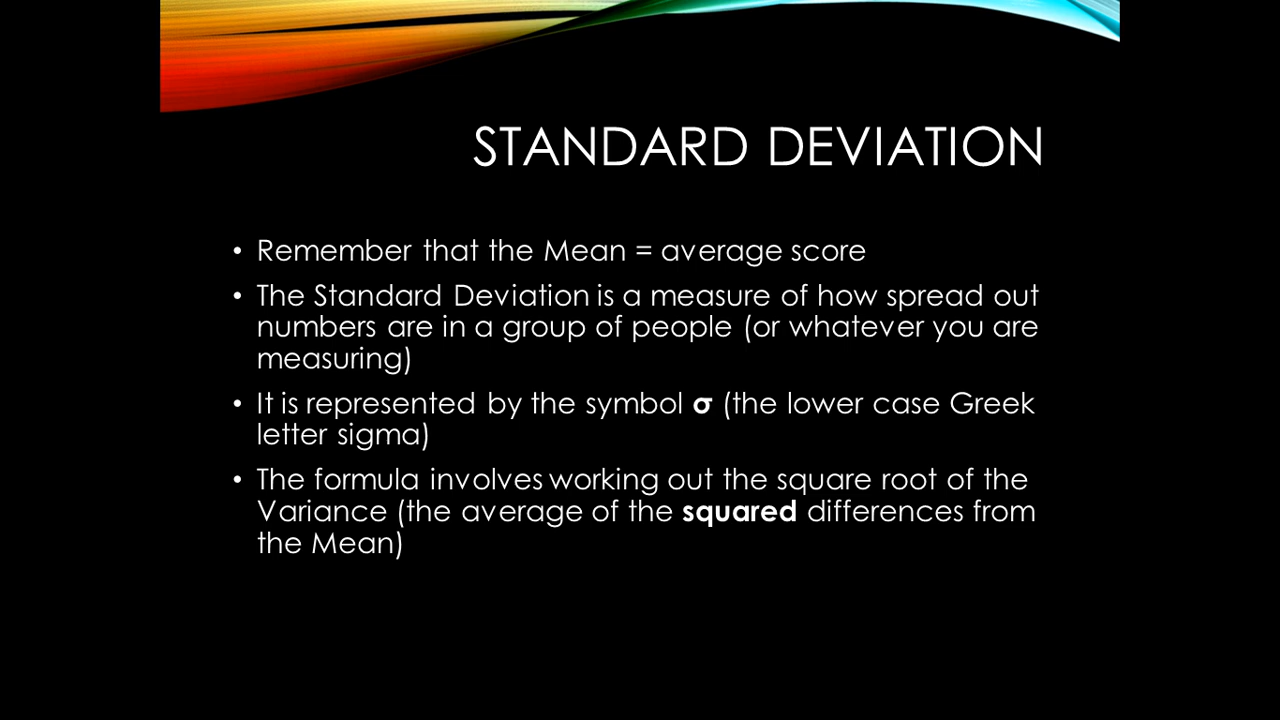 STANDARD DEVIATION
• Remember that the Mean = average score
• The Standard Deviation is a measure of how spread out
numbers are in a group of people (or whatever you are
measuring)
• It is represented by the symbol σ (the lower case Greek
letter sigma)
• The formula involves working out the square root of the
Variance (the average of the squared differences from
the Mean)